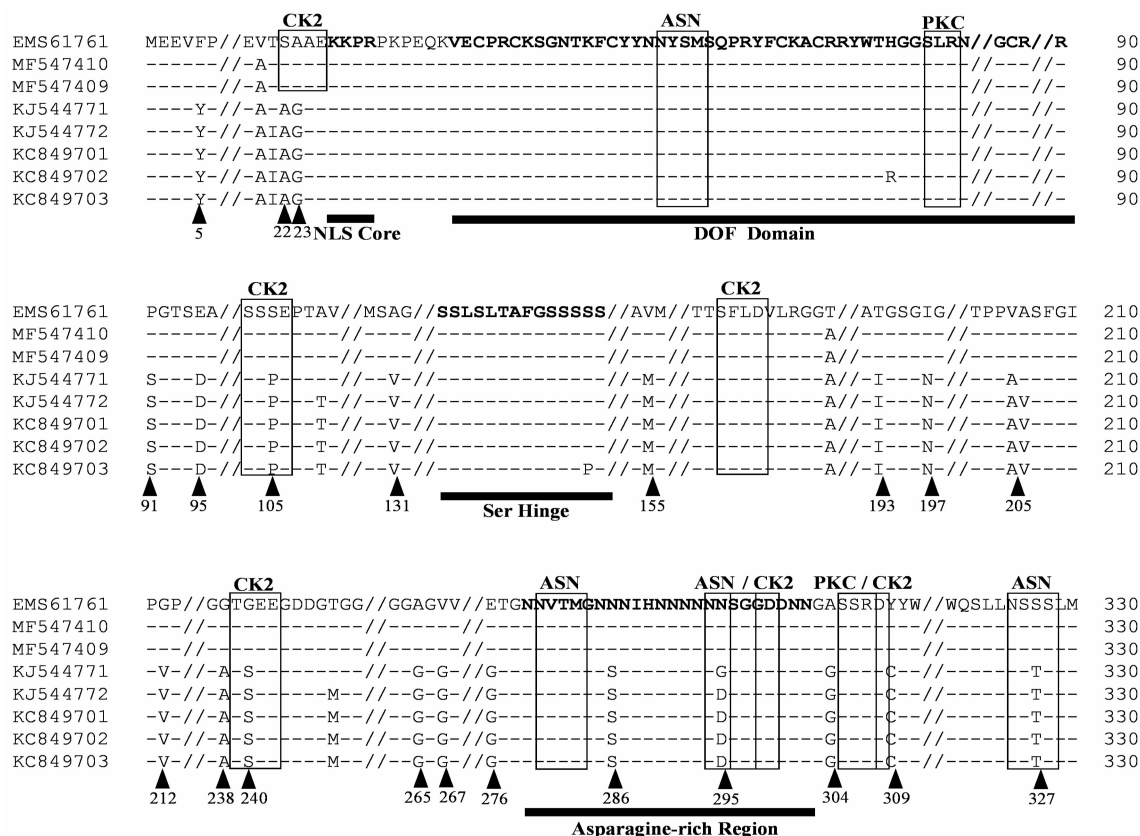 CK2 ASN PKC
EMS61761 MEEVFP//EVTSAAEKKPRPKPEQKVECPRCKSGNTKFCYYNNYSMSQPRYFCKACRRYWTHGGSLRN//GCR//R 90
MF547410 ------//-A----------------------------------------------------------//---//- 90
MF547409 ------//-A----------------------------------------------------------//---//- 90
KJ544771 ----Y-//-A-AG-------------------------------------------------------//---//- 90
KJ544772 ----Y-//-AIAG-------------------------------------------------------//---//- 90
KC849701 ----Y-//-AIAG-------------------------------------------------------//---//- 90
KC849702 ----Y-//-AIAG------------------------------------------------R------//---//- 90
KC849703 ----Y-//-AIAG-------------------------------------------------------//---//- 90
5 22 23 NLS Core DOF Domain
CK2 CK2
EMS61761 PGTSEA//SSSEPTAV//MSAG//SSLSLTAFGSSSSS//AVM//TTSFLDVLRGGT//ATGSGIG//TPPVASFGI 210
MF547410 ------//--------//----//--------------//---//-----------A//-------//--------- 210
MF547409 ------//--------//----//--------------//---//-----------A//-------//--------- 210
KJ544771 S---D-//--P-----//--V-//--------------//-M-//-----------A//-I---N-//---A----- 210
KJ544772 S---D-//--P---T-//--V-//--------------//-M-//-----------A//-I---N-//---AV---- 210
KC849701 S---D-//--P---T-//--V-//--------------//-M-//-----------A//-I---N-//---AV---- 210
KC849702 S---D-//--P---T-//--V-//--------------//-M-//-----------A//-I---N-//---AV---- 210
KC849703 S---D-//--P---T-//--V-//------------P-//-M-//-----------A//-I---N-//---AV---- 210
91 95 105 131 Ser Hinge 155 193 197 205
CK2 ASN ASN / CK2 PKC / CK2 ASN
EMS61761 PGP//GGTGEEGDDGTGG//GGAGVV//ETGNNVTMGNNNIHNNNNNNSGGDDNNGASSRDYYW//WQSLLNSSSLM 330
MF547410 ---//-------------//------//------------------------------------//----------- 330
MF547409 ---//-------------//------//------------------------------------//----------- 330
KJ544771 -V-//-A-S---------//--G-G-//G---------S--------G--------G----C--//-------T--- 330
KJ544772 -V-//-A-S------M--//--G-G-//G---------S--------D--------G----C--//-------T--- 330
KC849701 -V-//-A-S------M--//--G-G-//G---------S--------D--------G----C--//-------T--- 330
KC849702 -V-//-A-S------M--//--G-G-//G---------S--------D--------G----C--//-------T--- 330
KC849703 -V-//-A-S------M--//--G-G-//G---------S--------D--------G----C--//-------T--- 330
212 238 240 265 267 276 286 295 304 309 327
Asparagine-rich Region